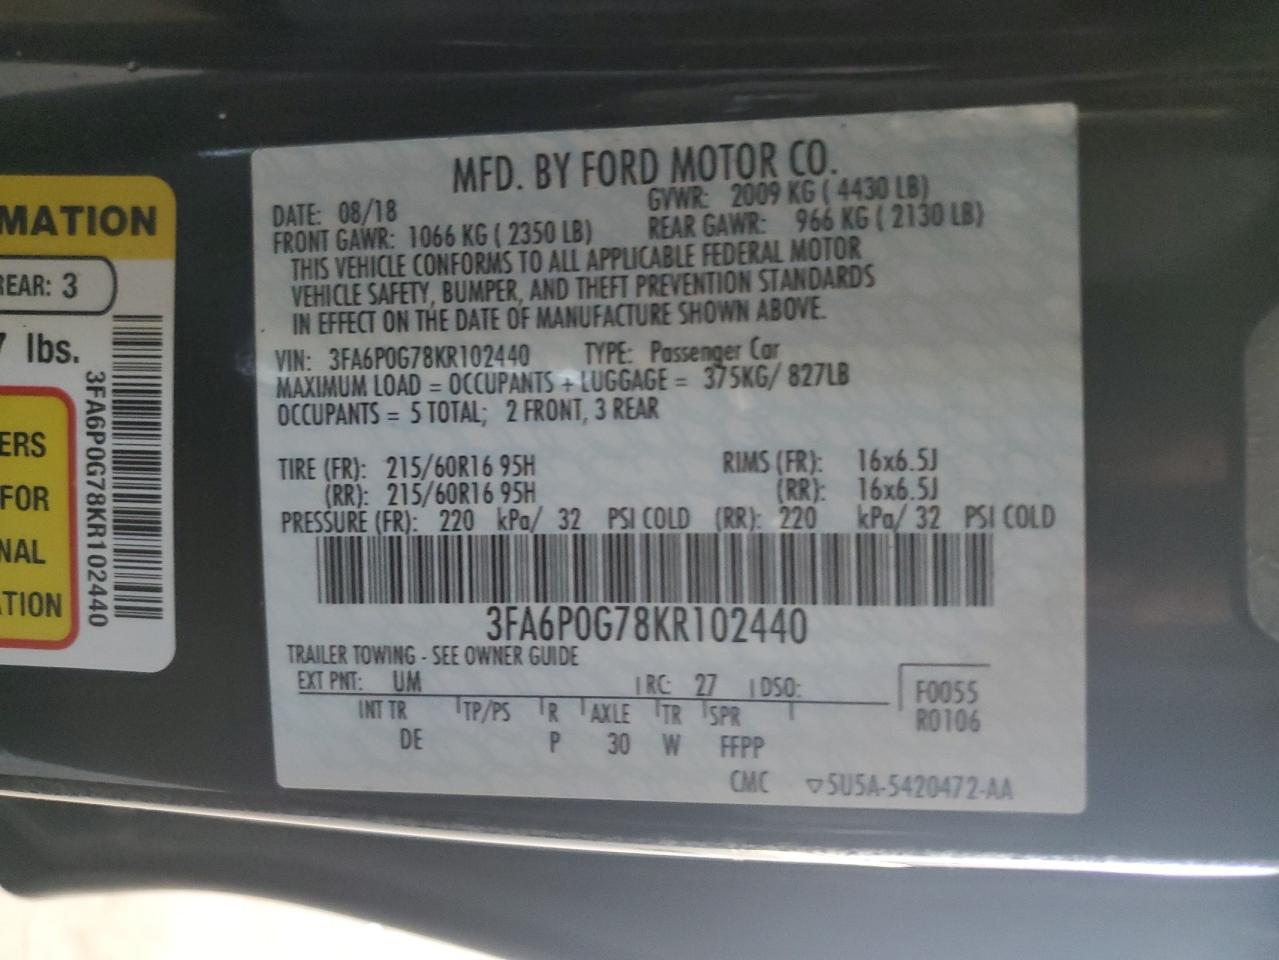 MATION
REAR: 3
7 lbs.
ERS
FOR
NAL
TION
3FA6P0G78KR102440
MFD. BY FORD MOTOR CO.
DATE: 08/18 GVWR: 2009 KG ( 4430 LB)
FRONT GAWR: 1066 KG ( 2350 LB) REAR GAWR: 966 KG ( 2130 LB)
THIS VEHICLE CONFORMS TO ALL APPLICABLE FEDERAL MOTOR
VEHICLE SAFETY, BUMPER, AND THEFT PREVENTION STANDARDS
IN EFFECT ON THE DATE OF MANUFACTURE SHOWN ABOVE.
VIN: 3FA6P0G78KR102440 TYPE: Passenger Car
MAXIMUM LOAD = OCCUPANTS + LUGGAGE = 375KG/ 827LB
OCCUPANTS = 5 TOTAL; 2 FRONT, 3 REAR
TIRE (FR): 215/60R16 95H RIMS (FR): 16x6.5J
(RR): 215/60R16 95H (RR): 16x6.5J
PRESSURE (FR): 220 kPa/ 32 PSI COLD (RR): 220 kPa/ 32 PSI COLD
3FA6P0G78KR102440
TRAILER TOWING - SEE OWNER GUIDE
EXT PNT: UM RC: 27 DSO:
INT TR TP/PS R AXLE TR SPR
DE P 30 W FFPP
F0055
R0106
CMC ▽5U5A-5420472-AA